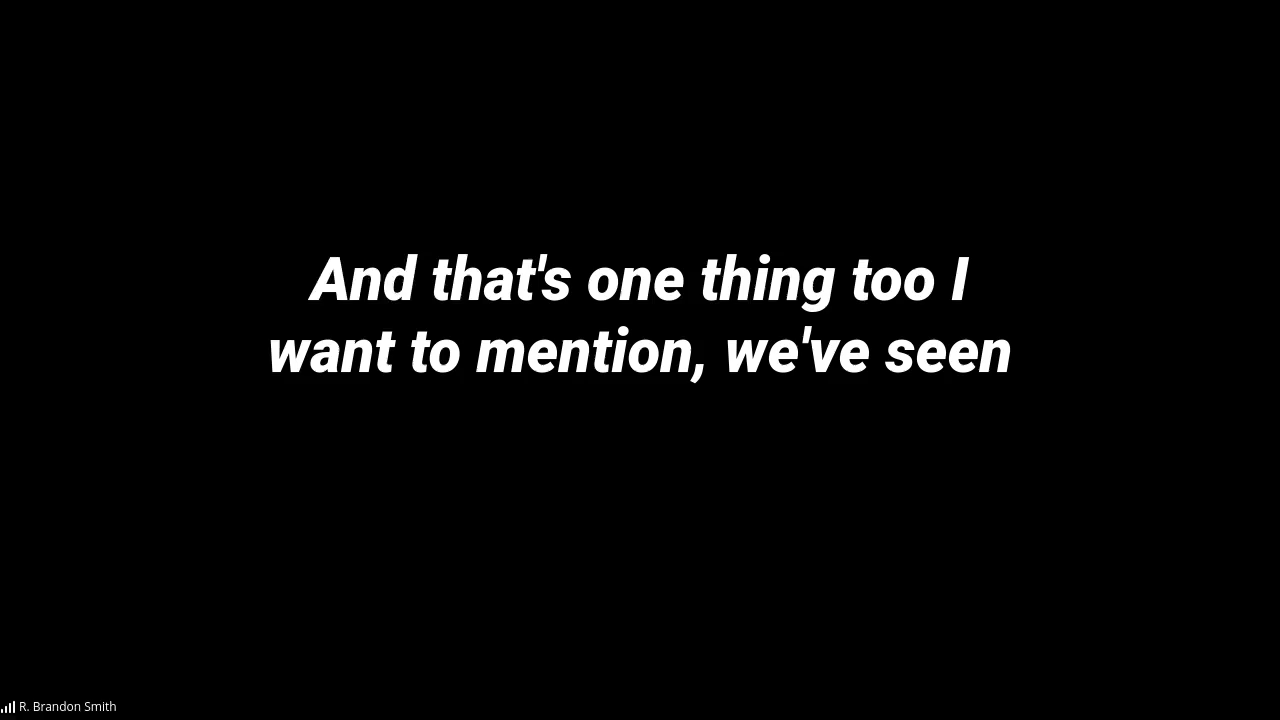 And that's one thing too I
want to mention, we've seen
R. Brandon Smith